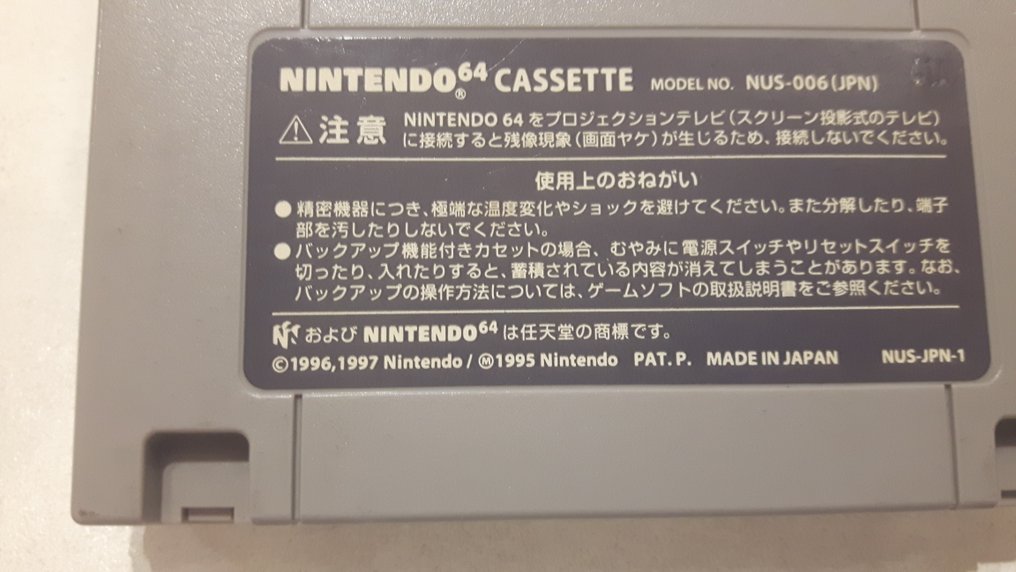 NINTENDO64® CASSETTE MODEL NO. NUS-006(JPN)
⚠注意 NINTENDO 64をプロジェクションテレビ(スクリーン投影式のテレビ)
に接続すると残像現象(画面ヤケ)が生じるため、接続しないでください。
使用上のおねがい
●精密機器につき、極端な温度変化やショックを避けてください。また分解したり、端子
部を汚したりしないでください。
●バックアップ機能付きカセットの場合、むやみに電源スイッチやリセットスイッチを
切ったり、入れたりすると、蓄積されている内容が消えてしまうことがあります。なお、
バックアップの操作方法については、ゲームソフトの取扱説明書をご参照ください。
および NINTENDO64 は任天堂の商標です。
©1996,1997 Nintendo / Ⓜ1995 Nintendo PAT. P. MADE IN JAPAN NUS-JPN-1